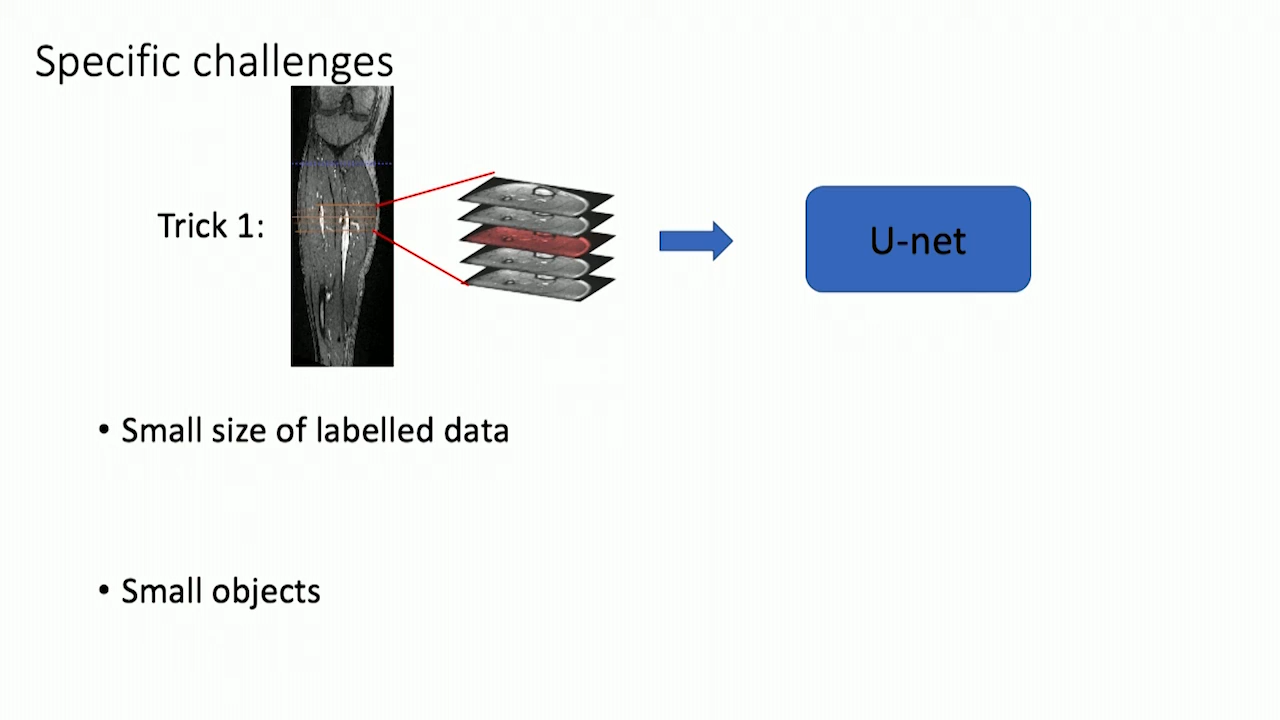 Specific challenges
Trick 1:
U-net
• Small size of labelled data
• Small objects